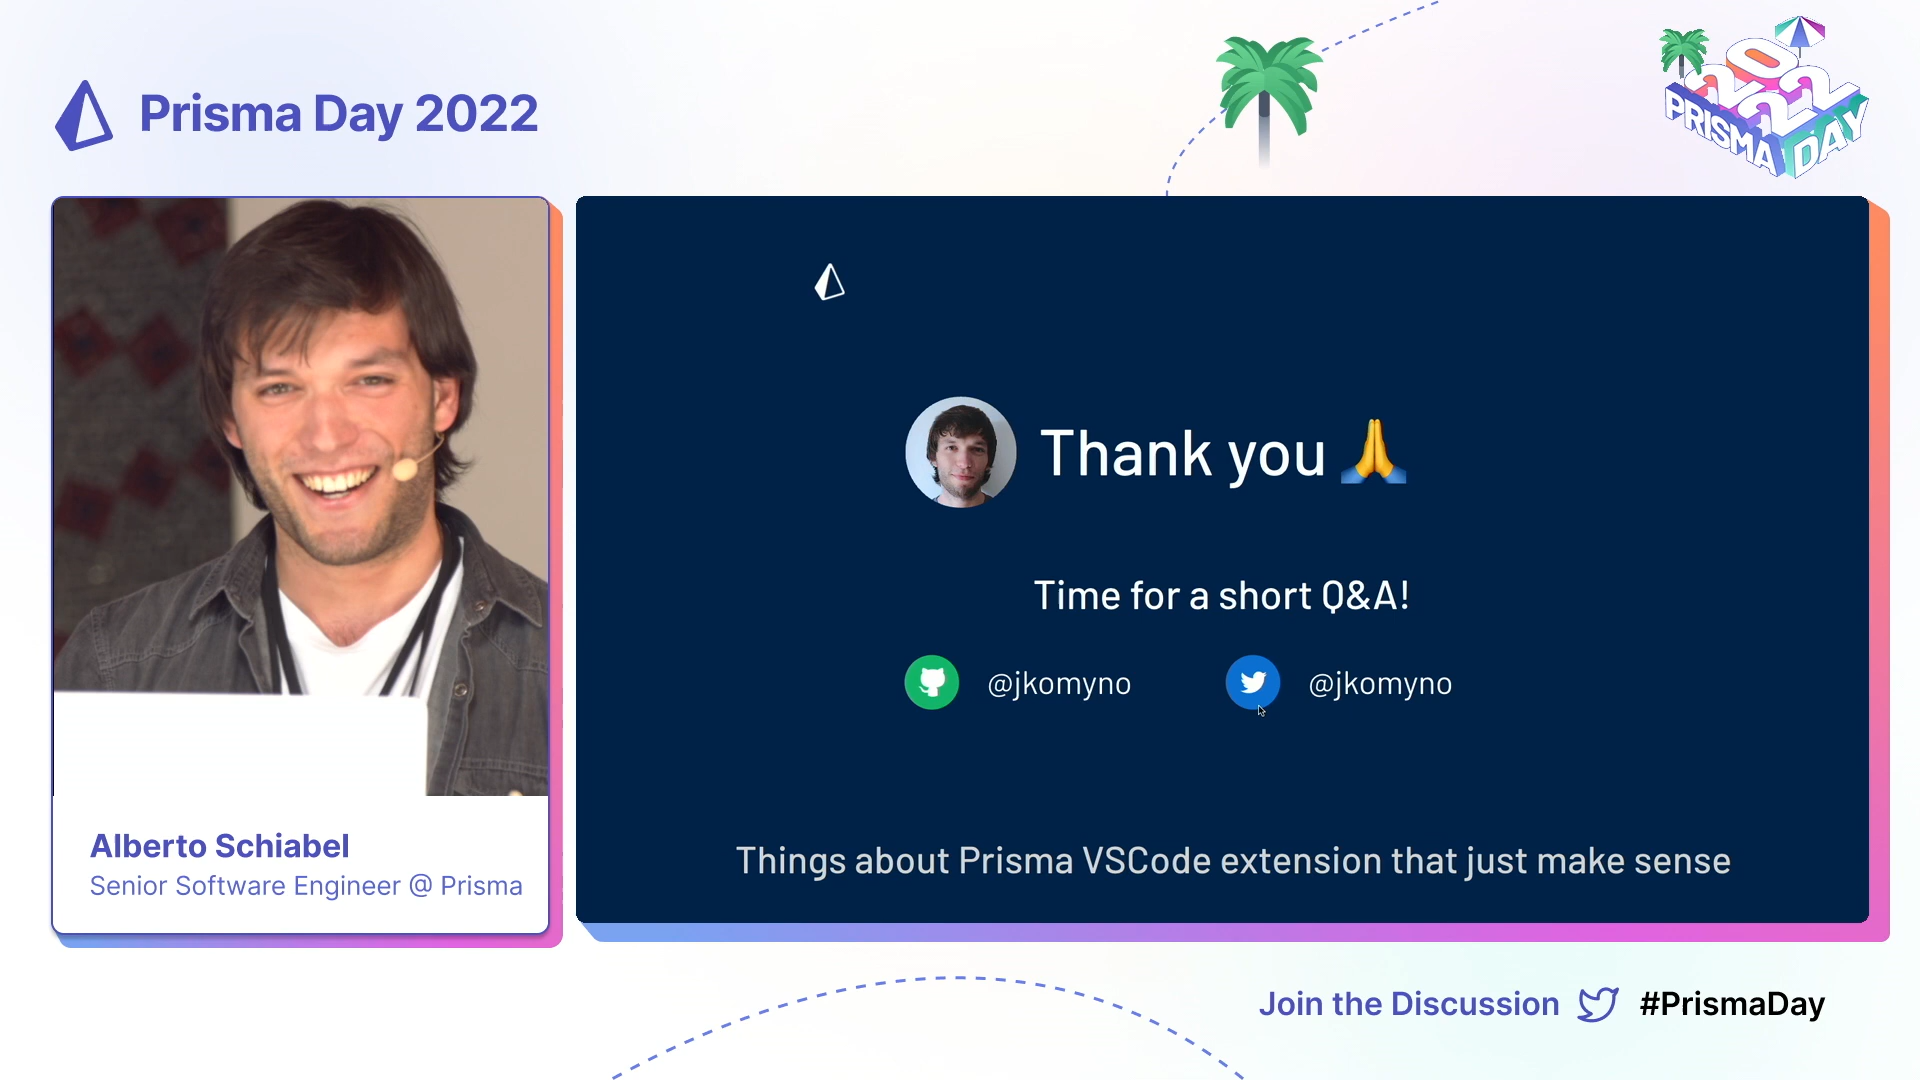 Prisma Day 2022
2022
PRISMA DAY
Thank you 🙏
Time for a short Q&A!
@jkomyno
@jkomyno
Things about Prisma VSCode extension that just make sense
Alberto Schiabel
Senior Software Engineer @ Prisma
Join the Discussion #PrismaDay